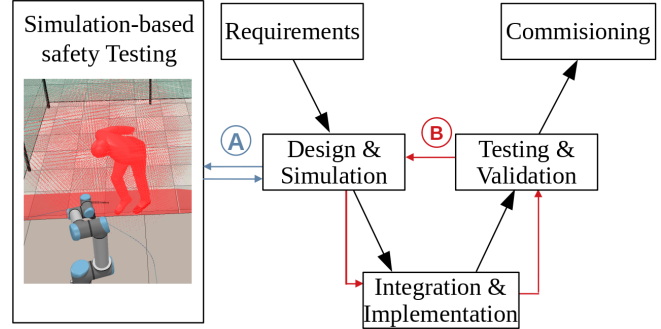 Simulation-based
safety Testing
Requirements
Commisioning
A
B
Design &
Simulation
Testing &
Validation
Integration &
Implementation